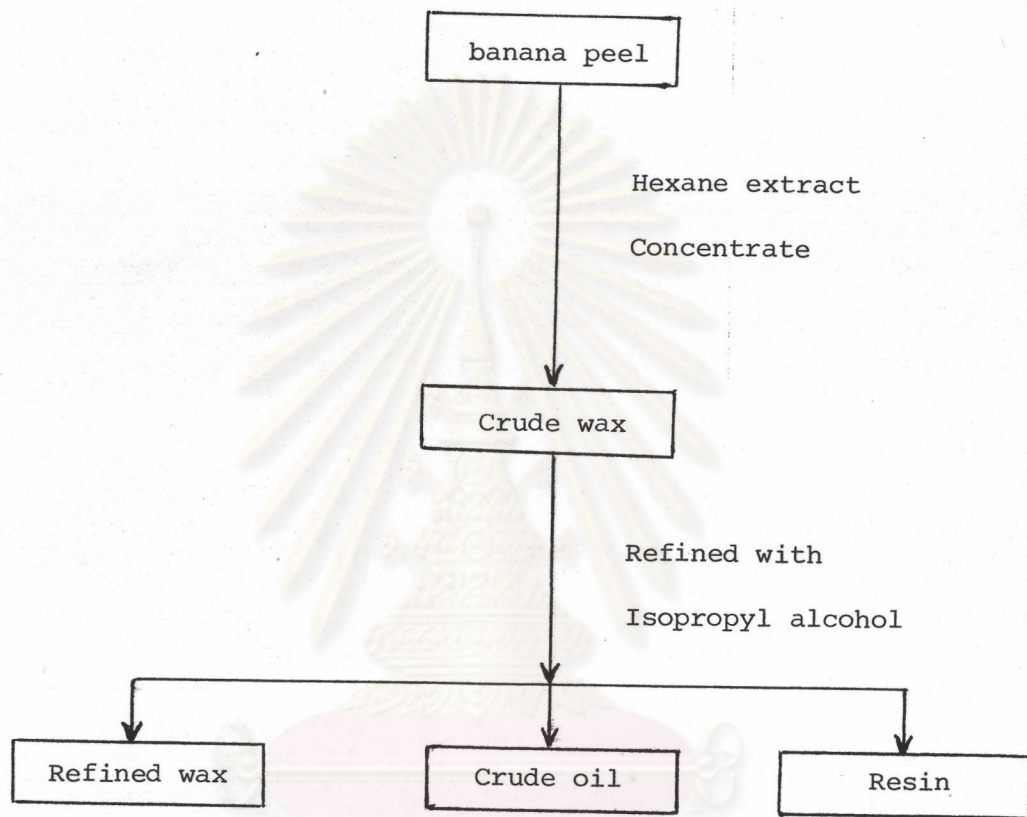 banana peel
Hexane extract
Concentrate
Crude wax
Refined with
Isopropyl alcohol
Refined wax
Crude oil
Resin